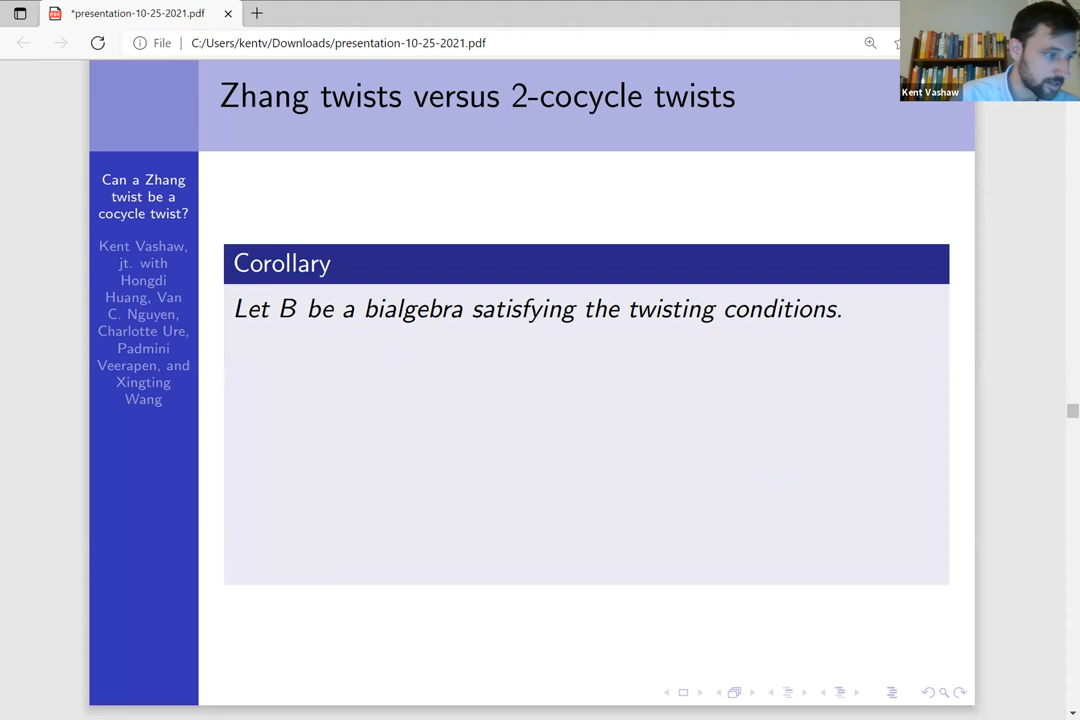 *presentation-10-25-2021.pdf
File
C:/Users/kentv/Downloads/presentation-10-25-2021.pdf
Kent Vashaw
Zhang twists versus 2-cocycle twists
Can a Zhang
twist be a
cocycle twist?
Kent Vashaw,
jt. with
Hongdi
Huang, Van
C. Nguyen,
Charlotte Ure,
Padmini
Veerapen, and
Xingting
Wang
Corollary
Let B be a bialgebra satisfying the twisting conditions.